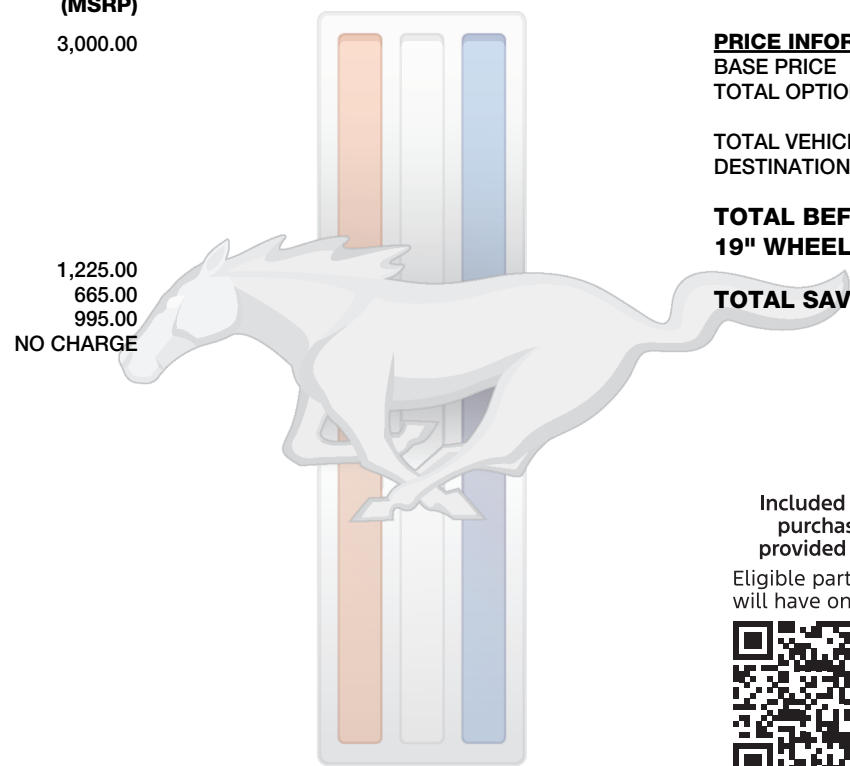 (MSRP)
3,000.00
1,225.00
665.00
995.00
NO CHARGE
PRICE INFOR
BASE PRICE
TOTAL OPTIO
TOTAL VEHICL
DESTINATION
TOTAL BEF
19" WHEEL
TOTAL SAV
Included
purchas
provided
Eligible part
will have on